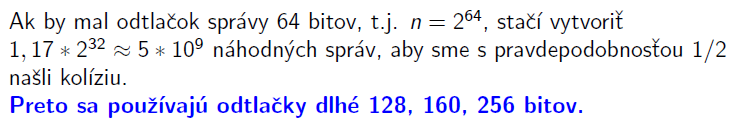 Ak by mal odtlačok správy 64 bitov, t.j. n = 2^64, stačí vytvoriť
1, 17 * 2^32 ≈ 5 * 10^9 náhodných správ, aby sme s pravdepodobnosťou 1/2
našli kolíziu.
Preto sa používajú odtlačky dlhé 128, 160, 256 bitov.